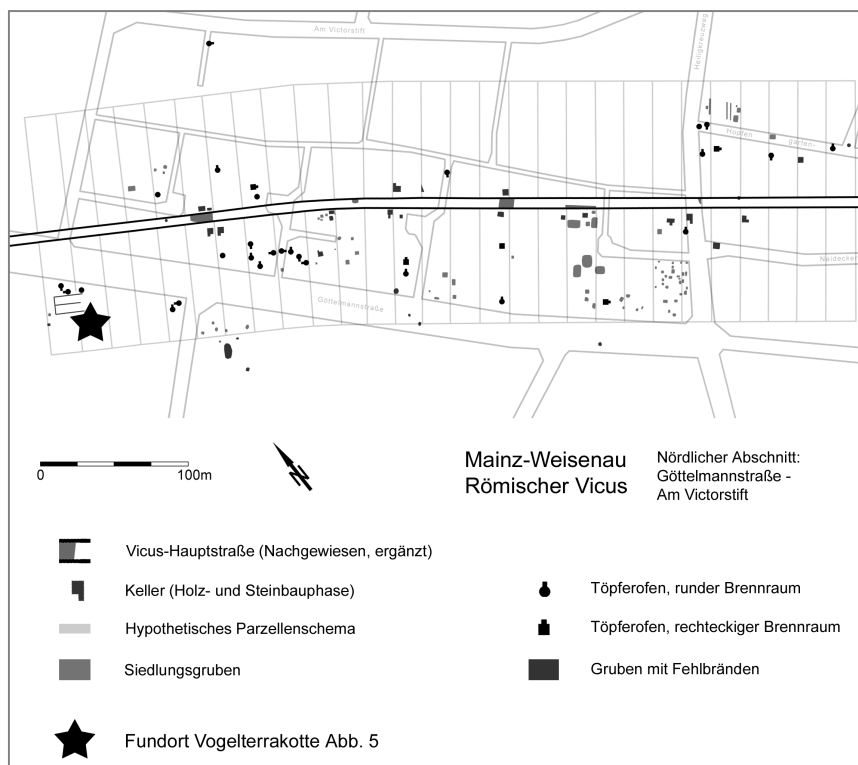 Am Victorstift
Heiligkreuzweg
Hopfen
garten-
Neidecker
Göttelmannstraße
0
100m
N
Mainz-Weisenau
Römischer Vicus
Nördlicher Abschnitt:
Göttelmannstraße -
Am Victorstift
Vicus-Hauptstraße (Nachgewiesen, ergänzt)
Keller (Holz- und Steinbauphase)
Hypothetisches Parzellenschema
Siedlungsgruben
Töpferofen, runder Brennraum
Töpferofen, rechteckiger Brennraum
Gruben mit Fehlbränden
Fundort Vogelterrakotte Abb. 5